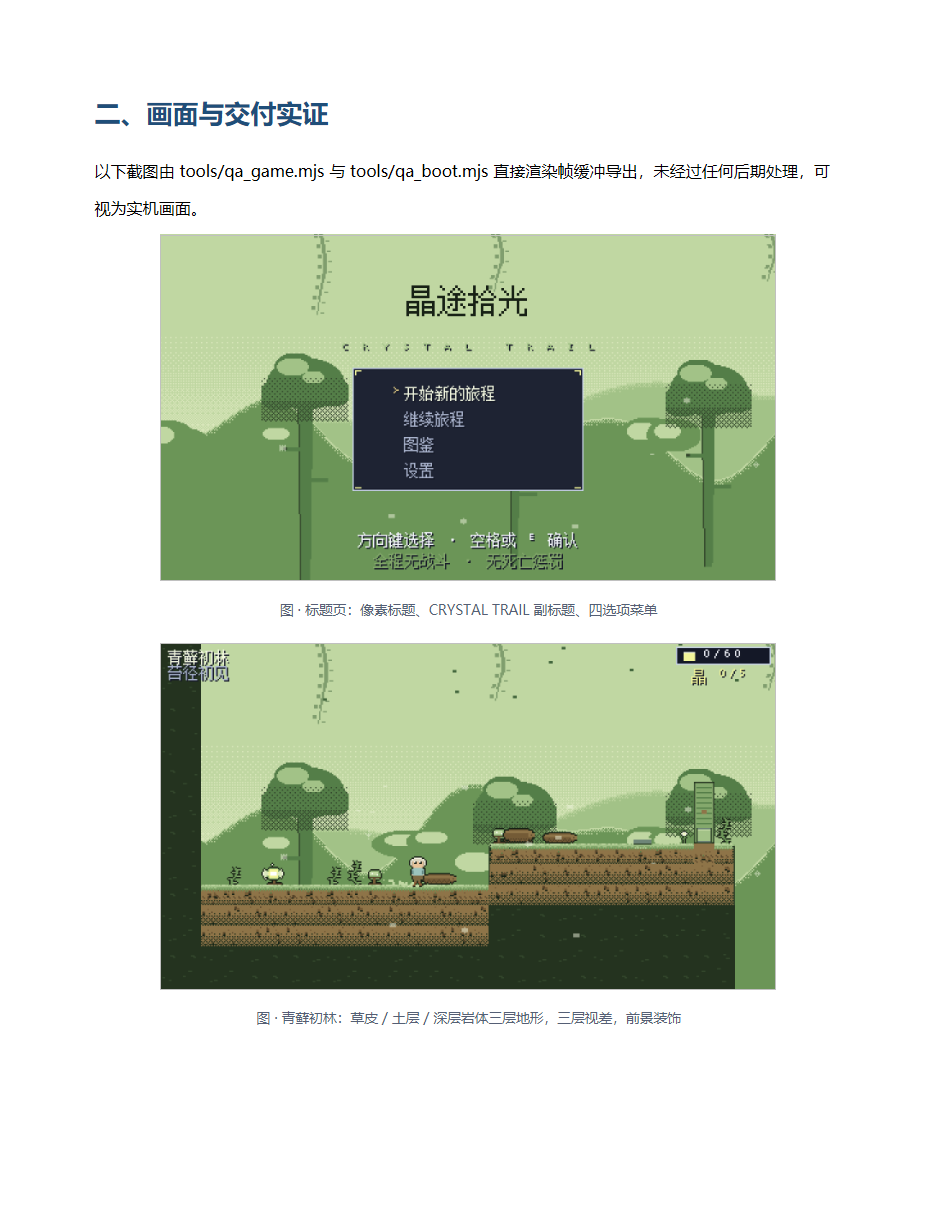 二、画面与交付实证
以下截图由 tools/qa_game.mjs 与 tools/qa_boot.mjs 直接渲染帧缓冲导出，未经过任何后期处理，可
视为实机画面。
晶途拾光
CRYSTAL TRAIL
> 开始新的旅程
继续旅程
图鉴
设置
方向键选择 · 空格或 E 确认
全程无战斗 · 无死亡惩罚
图 · 标题页：像素标题、CRYSTAL TRAIL 副标题、四选项菜单
青藓初林
苔径初见
0/60
晶 0/5
图 · 青藓初林：草皮 / 土层 / 深层岩体三层地形，三层视差，前景装饰